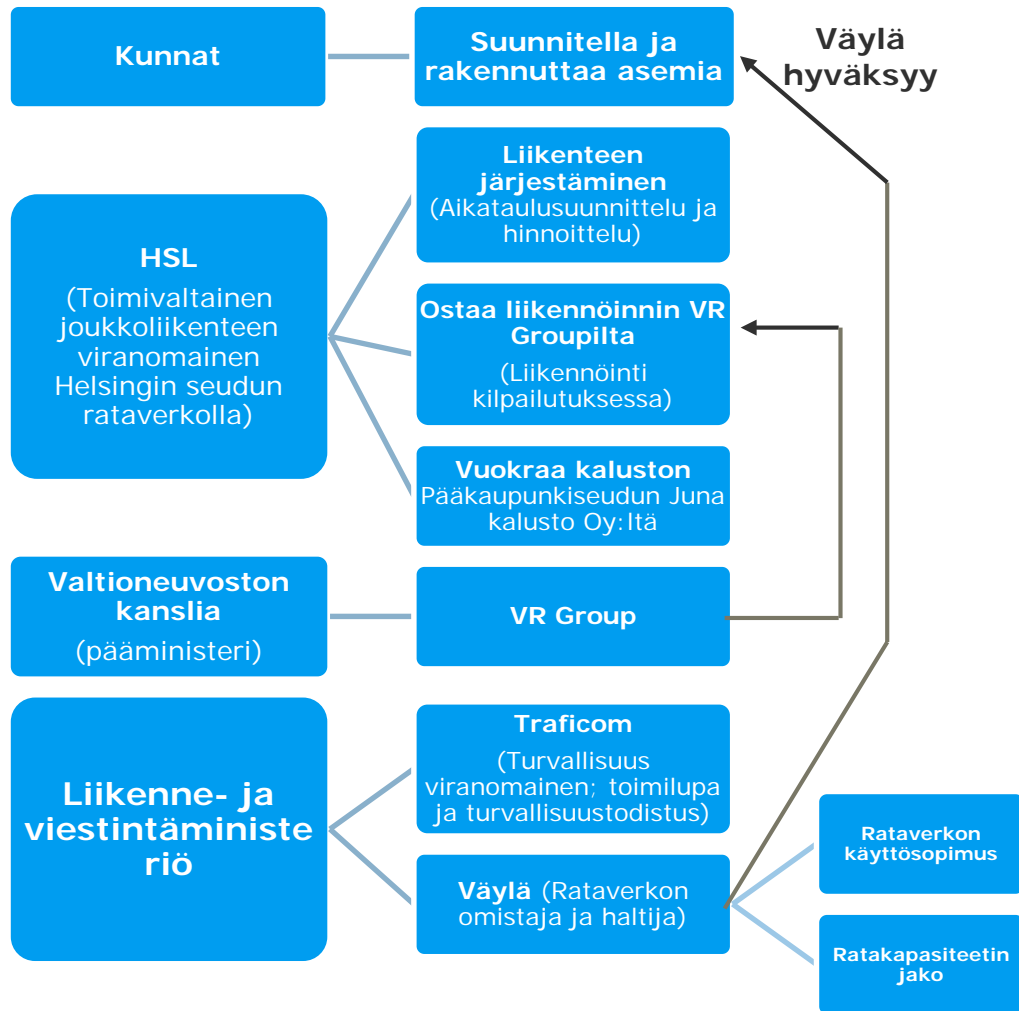 Kunnat
Suunnitella ja
rakennuttaa asemia
Väylä
hyväksyy
HSL
(Toimivaltainen
joukkoliikenteen
viranomainen
Helsingin seudun
rataverkolla)
Liikenteen
järjestäminen
(Aikataulusuunnittelu ja
hinnoittelu)
Ostaa liikennöinnin VR
Groupilta
(Liikennöinti
kilpailutuksessa)
Vuokraa kaluston
Pääkaupunkiseudun Juna
kalusto Oy:ltä
Valtioneuvoston
kanslia
(pääministeri)
VR Group
Liikenne- ja
viestintäministe
riö
Traficom
(Turvallisuus
viranomainen; toimilupa
ja turvallisuustodistus)
Väylä (Rataverkon
omistaja ja haltija)
Rataverkon
käyttösopimus
Ratakapasiteetin
jako